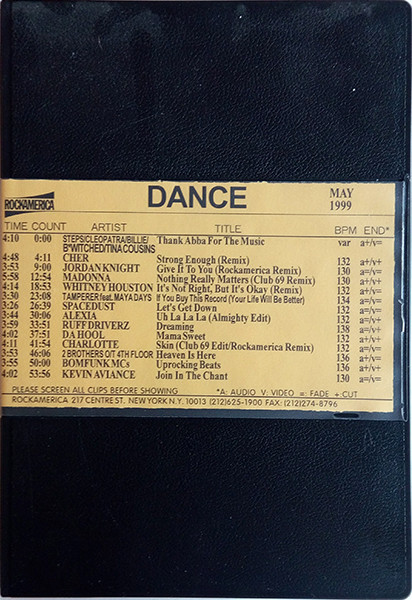 ROCKAMERICA DANCE MAY 1999
TIME COUNT ARTIST TITLE BPM END*
4:10 0:00 STEPS/CLEOPATRA/BILLIE/ B*WITCHED/TINA COUSINS Thank Abba For The Music var a+/v=
4:48 4:11 CHER Strong Enough (Remix) 132 a+/v+
3:53 9:00 JORDAN KNIGHT Give It To You (Rockamerica Remix) 130 a=/v=
5:58 12:54 MADONNA Nothing Really Matters (Club 69 Remix) 132 a+/v+
4:14 18:53 WHITNEY HOUSTON It's Not Right, But It's Okay (Remix) 130 a+/v=
3:30 23:08 TAMPERER feat. MAYA DAYS If You Buy This Record (Your Life Will Be Better) 134 a=/v=
3:26 26:39 SPACEDUST Let's Get Down 132 a+/v=
3:44 30:06 ALEXIA Uh La La La (Almighty Edit) 132 a=/v=
3:59 33:51 RUFF DRIVERZ Dreaming 138 a=/v=
4:02 37:51 DA HOOL Mama Sweet 132 a+/v=
4:11 41:54 CHARLOTTE Skin (Club 69 Edit/Rockamerica Remix) 132 a=/v=
3:53 46:06 2 BROTHERS O/T 4TH FLOOR Heaven Is Here 136 a=/v=
3:55 50:00 BOMFUNK MCs Uprocking Beats 136 a+/v+
4:02 53:56 KEVIN AVIANCE Join In The Chant 130 a=/v=
PLEASE SCREEN ALL CLIPS BEFORE SHOWING *A: AUDIO V: VIDEO = FADE + CUT
ROCKAMERICA 217 CENTRE ST. NEW YORK N.Y. 10013 (212)625-1900 FAX:(212)274-8796